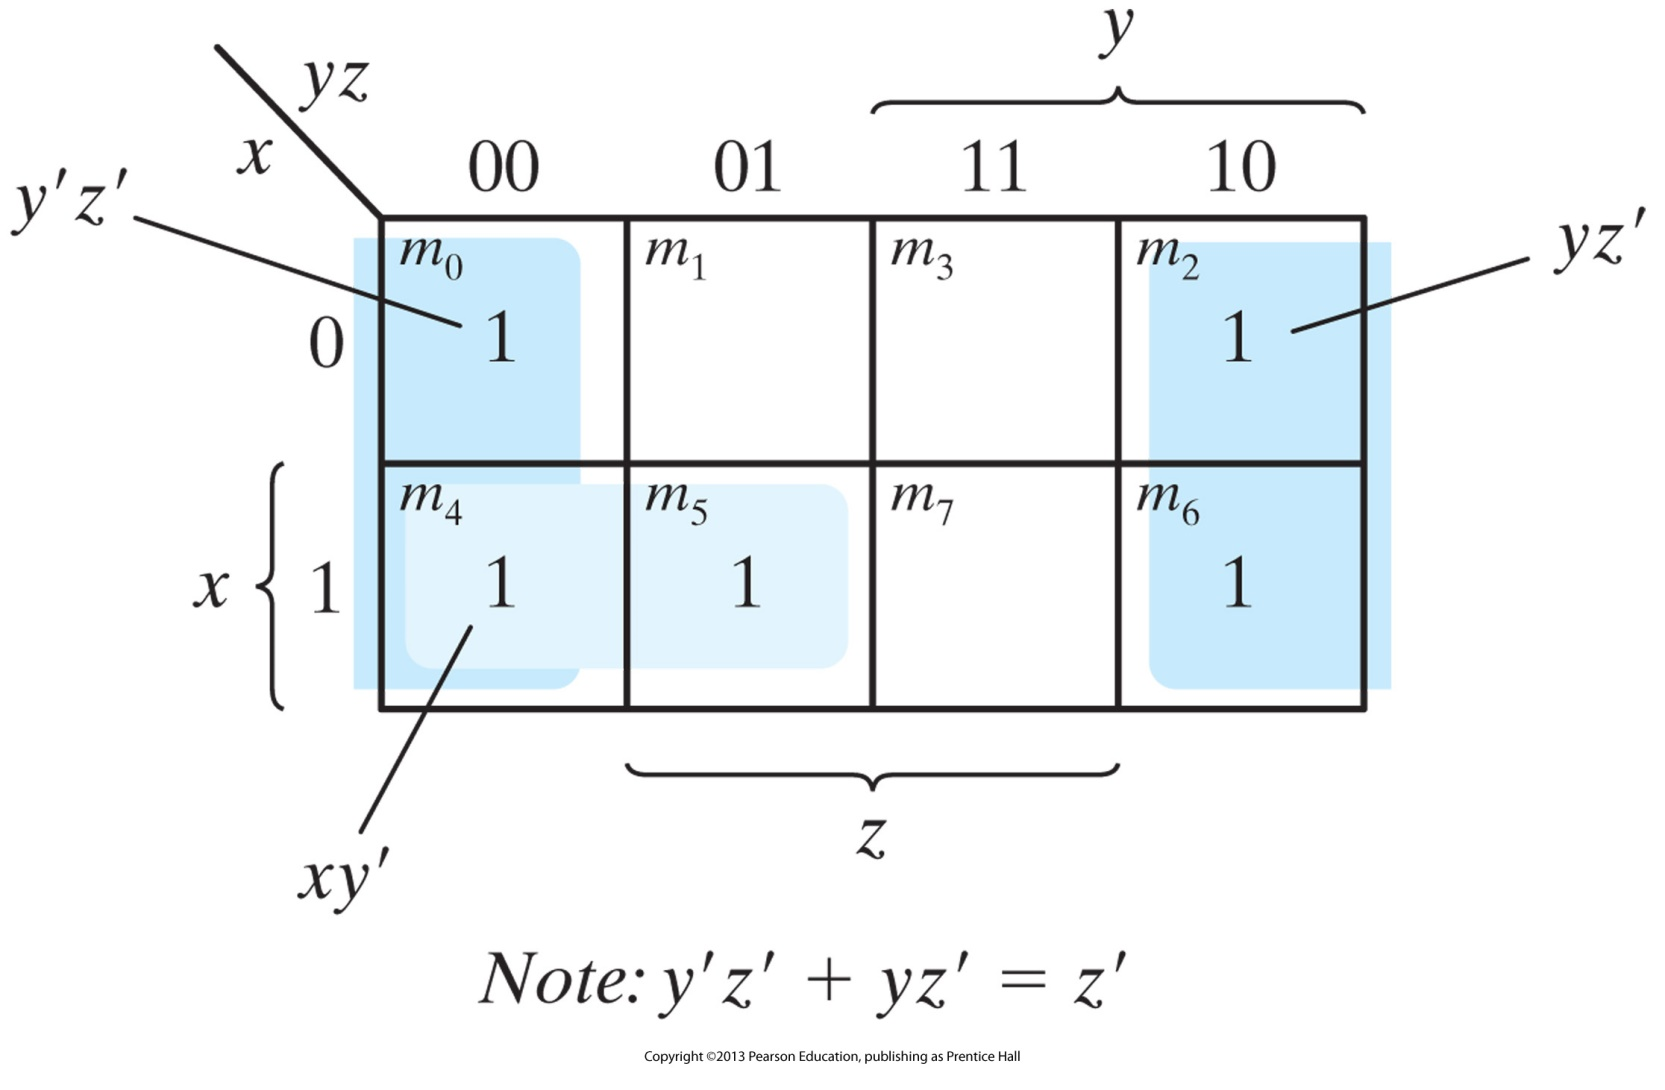 y
yz
x
00 01 11 10
y′z′
yz′
m₀ m₁ m₃ m₂
0 1 1
m₄ m₅ m₇ m₆
x 1 1 1 1
z
xy′
Note: y′z′ + yz′ = z′
Copyright ©2013 Pearson Education, publishing as Prentice Hall